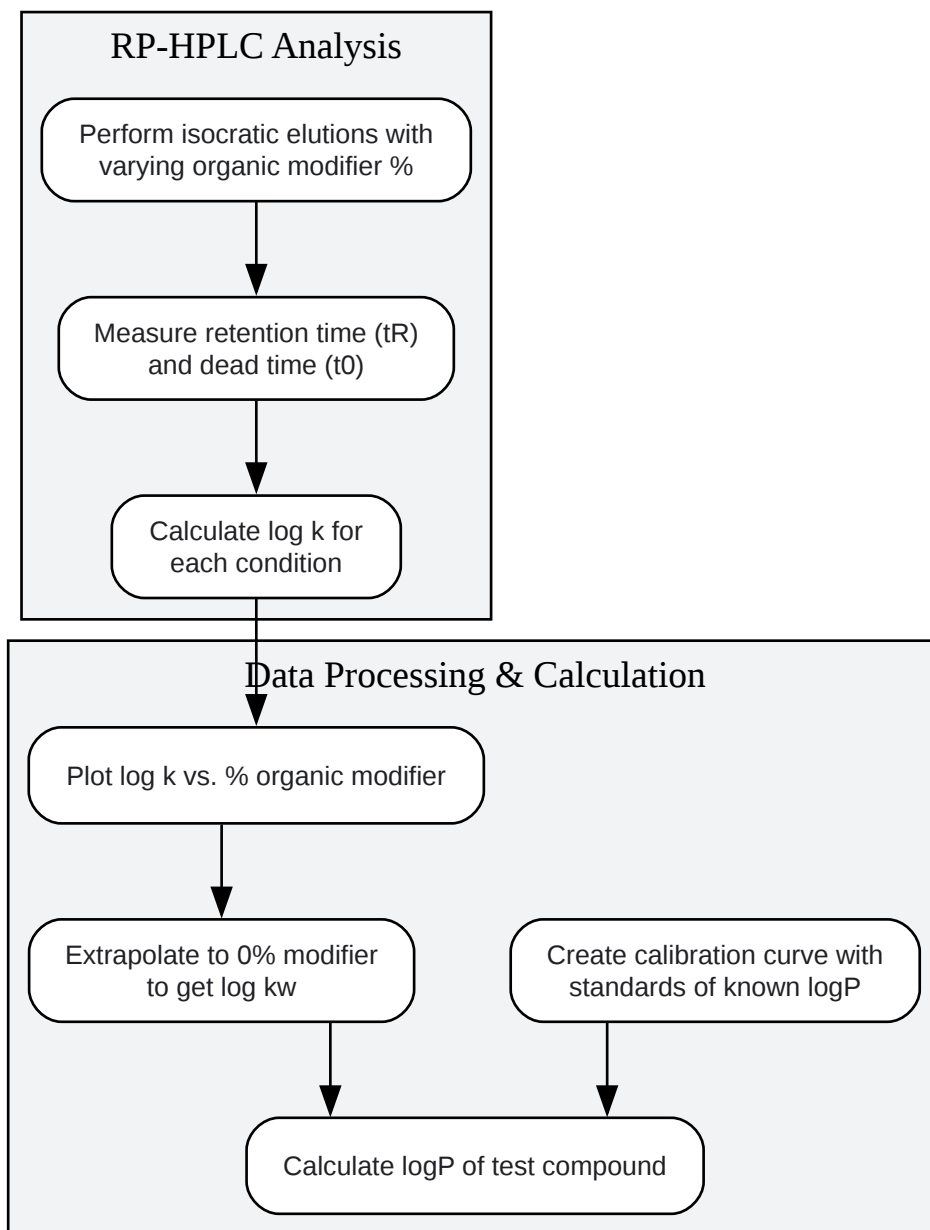 RP-HPLC Analysis
Perform isocratic elutions with
varying organic modifier %
Measure retention time (tR)
and dead time (t0)
Calculate log k for
each condition
Data Processing & Calculation
Plot log k vs. % organic modifier
Extrapolate to 0% modifier
to get log kw
Create calibration curve with
standards of known logP
Calculate logP of test compound